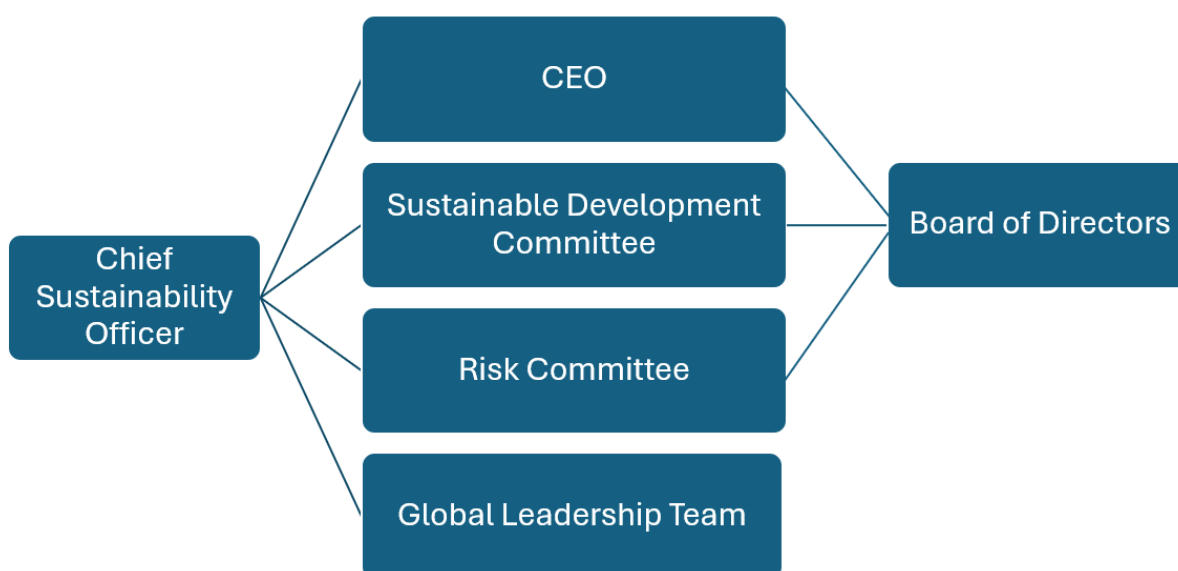 CEO
Sustainable Development
Committee
Board of Directors
Chief
Sustainability
Officer
Risk Committee
Global Leadership Team